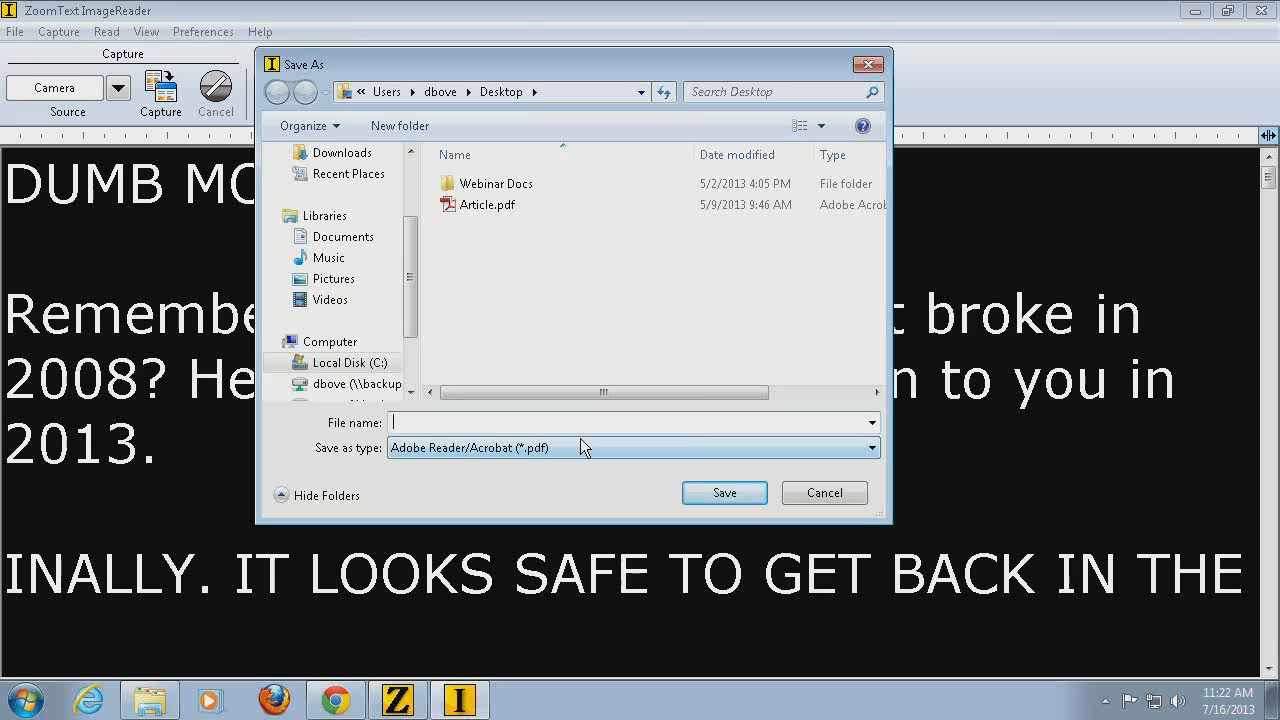 ZoomText ImageReader
File Capture Read View Preferences Help
Capture
Camera
Source
Capture
Cancel
Save As
« Users dbove Desktop
Search Desktop
Organize
New folder
Downloads
Recent Places
Libraries
Documents
Music
Pictures
Videos
Computer
Local Disk (C:)
dbove (\\backup
Name Date modified Type
Webinar Docs 5/2/2013 4:05 PM File folder
Article.pdf 5/9/2013 9:46 AM Adobe Acrob
File name:
Save as type: Adobe Reader/Acrobat (*.pdf)
Hide Folders
Save
Cancel
DUMB MO
Remembe t broke in
2008? He n to you in
2013.
INALLY. IT LOOKS SAFE TO GET BACK IN THE
11:22 AM
7/16/2013